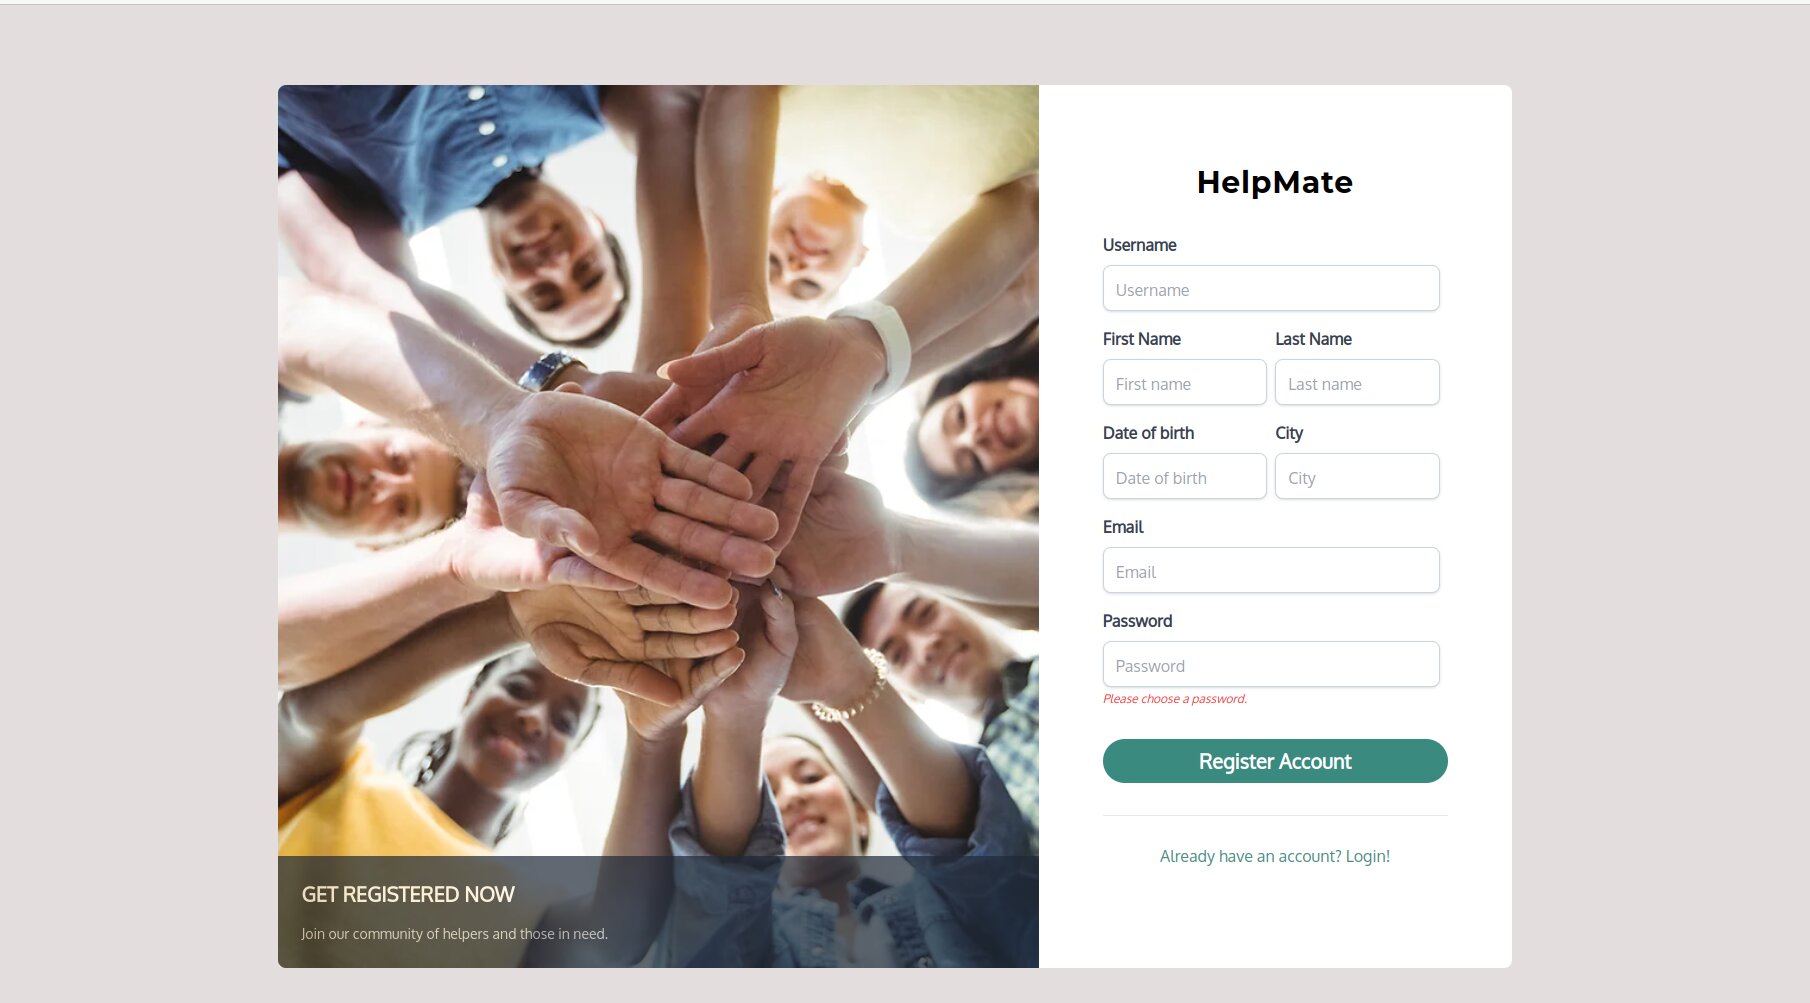 HelpMate
Username
Username
First Name Last Name
First name Last name
Date of birth City
Date of birth City
Email
Email
Password
Password
Please choose a password.
Register Account
Already have an account? Login!
GET REGISTERED NOW
Join our community of helpers and those in need.